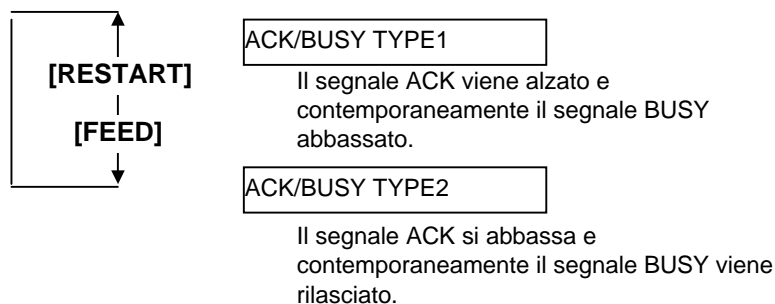 ACK/BUSY TYPE1
[RESTART]
Il segnale ACK viene alzato e
contemporaneamente il segnale BUSY
abbassato.
[FEED]
ACK/BUSY TYPE2
Il segnale ACK si abbassa e
contemporaneamente il segnale BUSY viene
rilasciato.